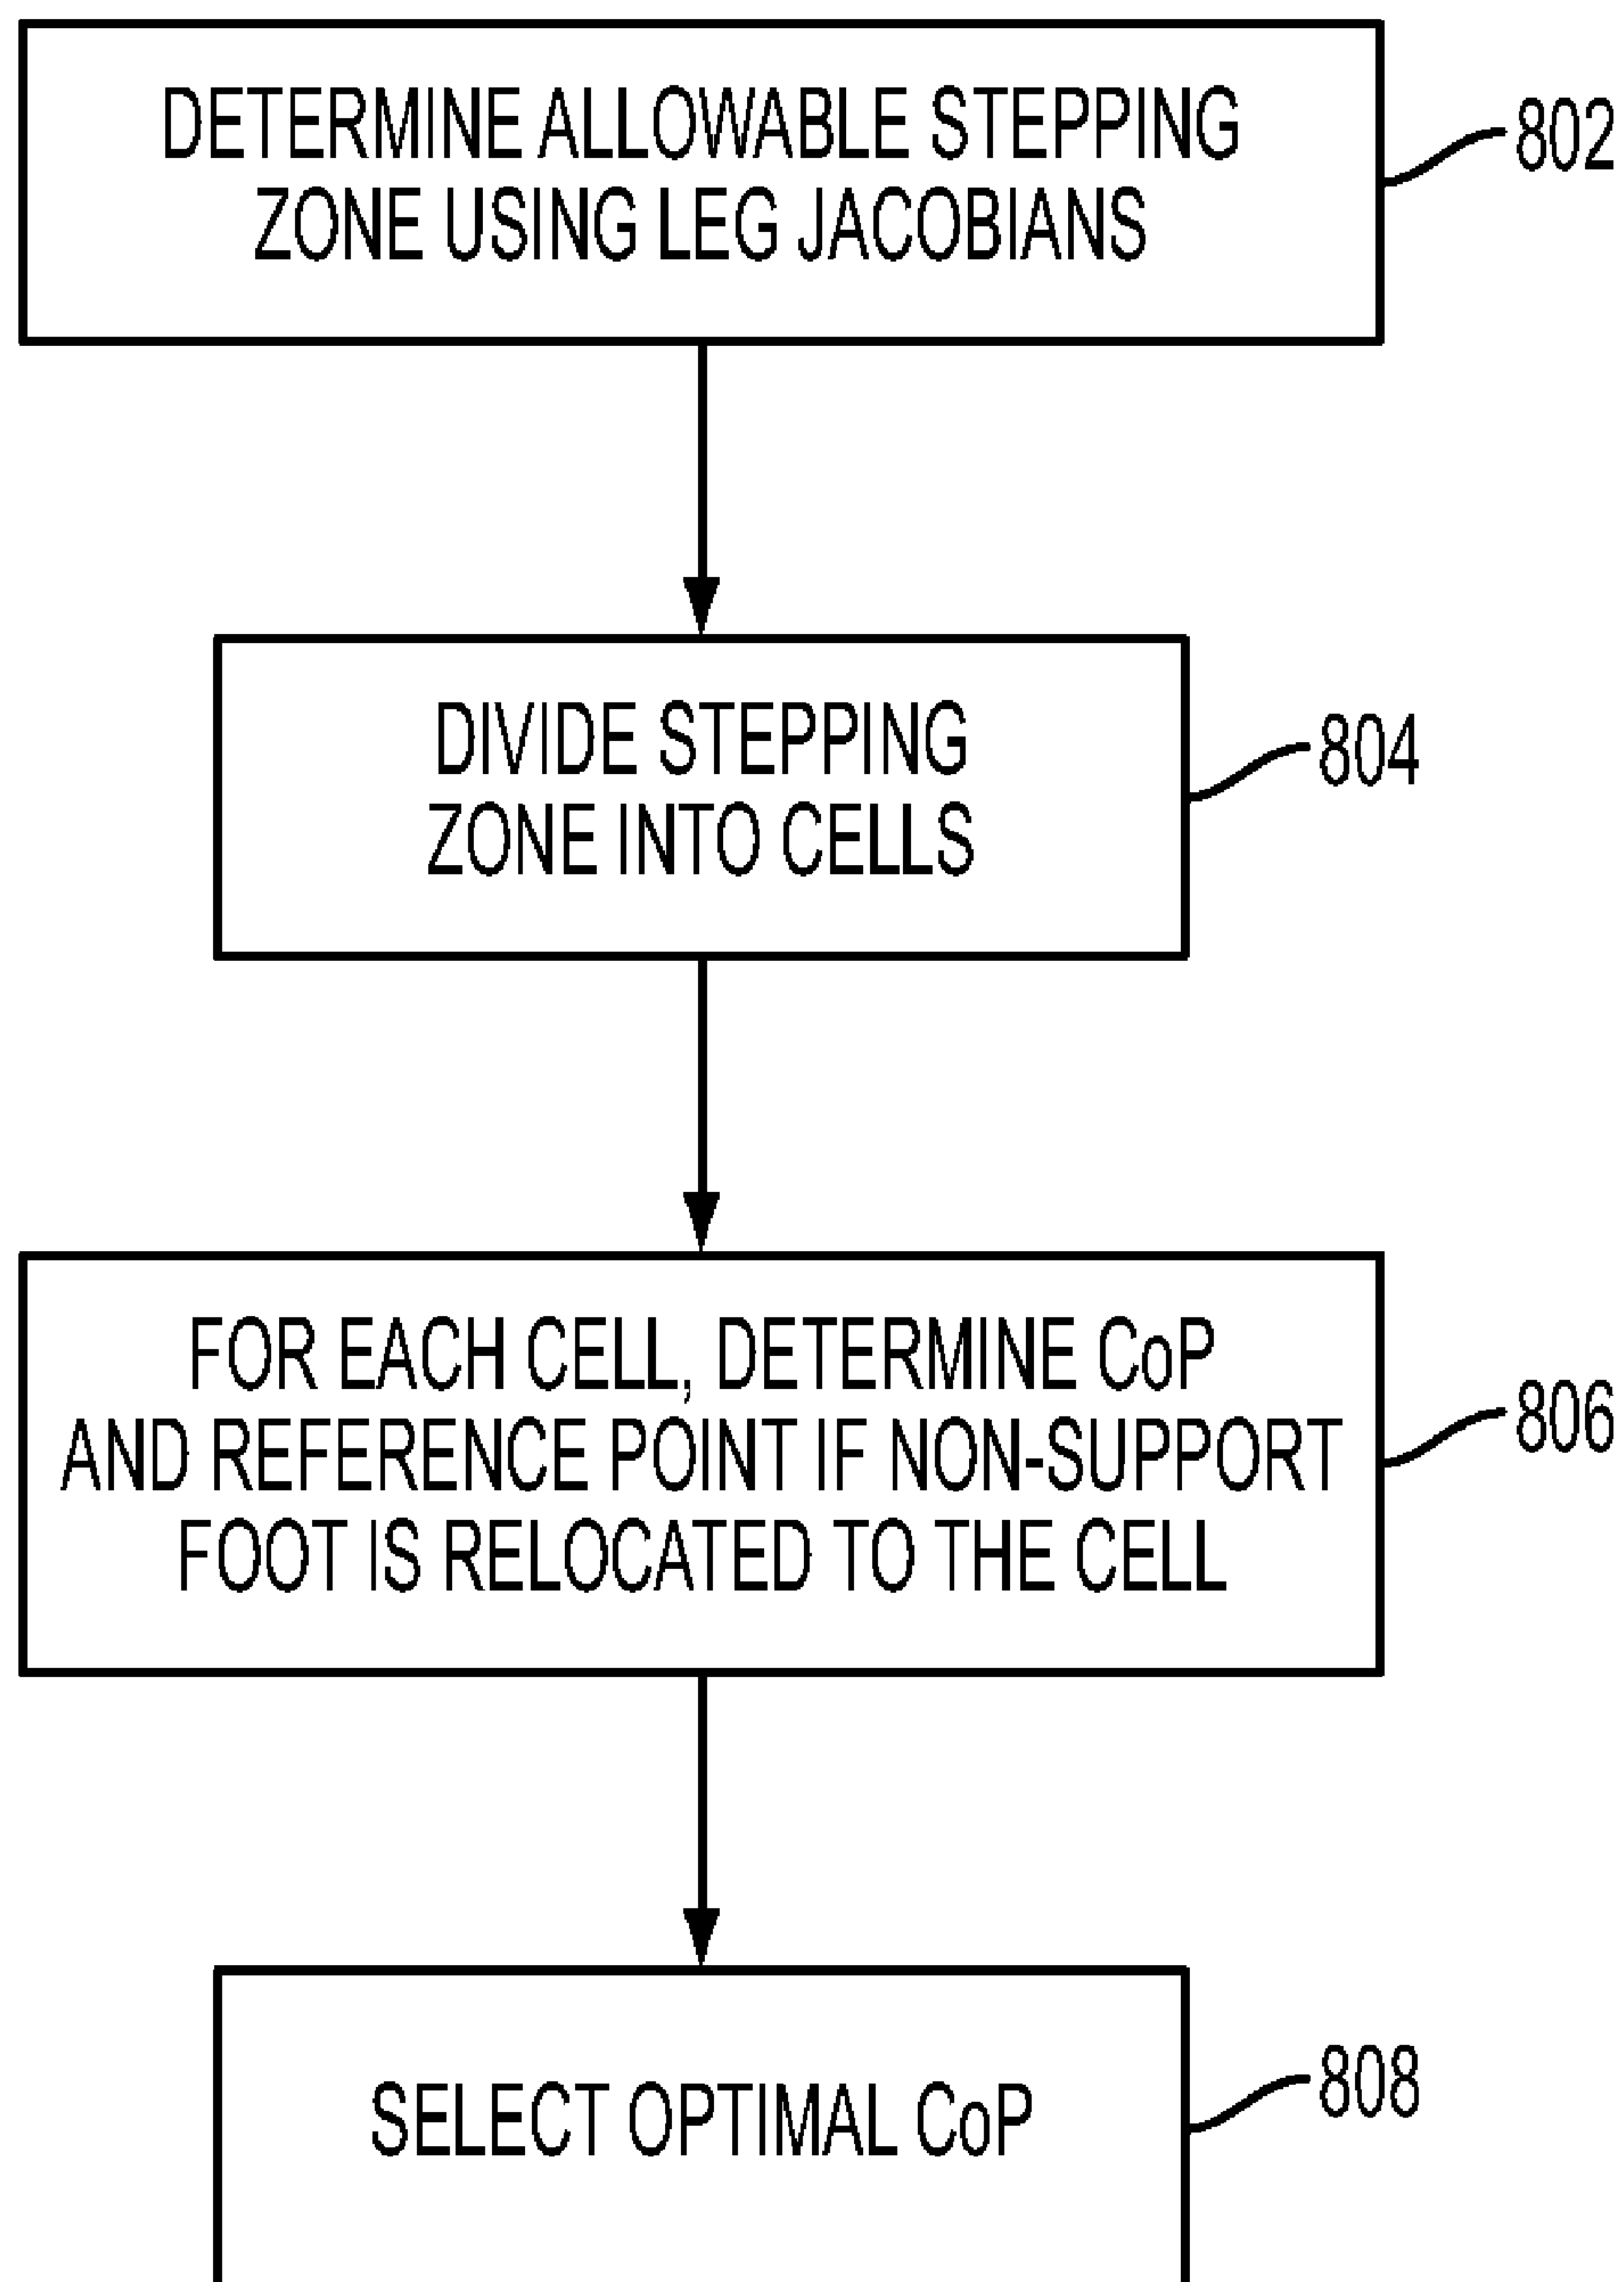 DETERMINE ALLOWABLE STEPPING
ZONE USING LEG JACOBIANS
802
DIVIDE STEPPING
ZONE INTO CELLS
804
FOR EACH CELL, DETERMINE CoP
AND REFERENCE POINT IF NON-SUPPORT
FOOT IS RELOCATED TO THE CELL
806
SELECT OPTIMAL CoP
808